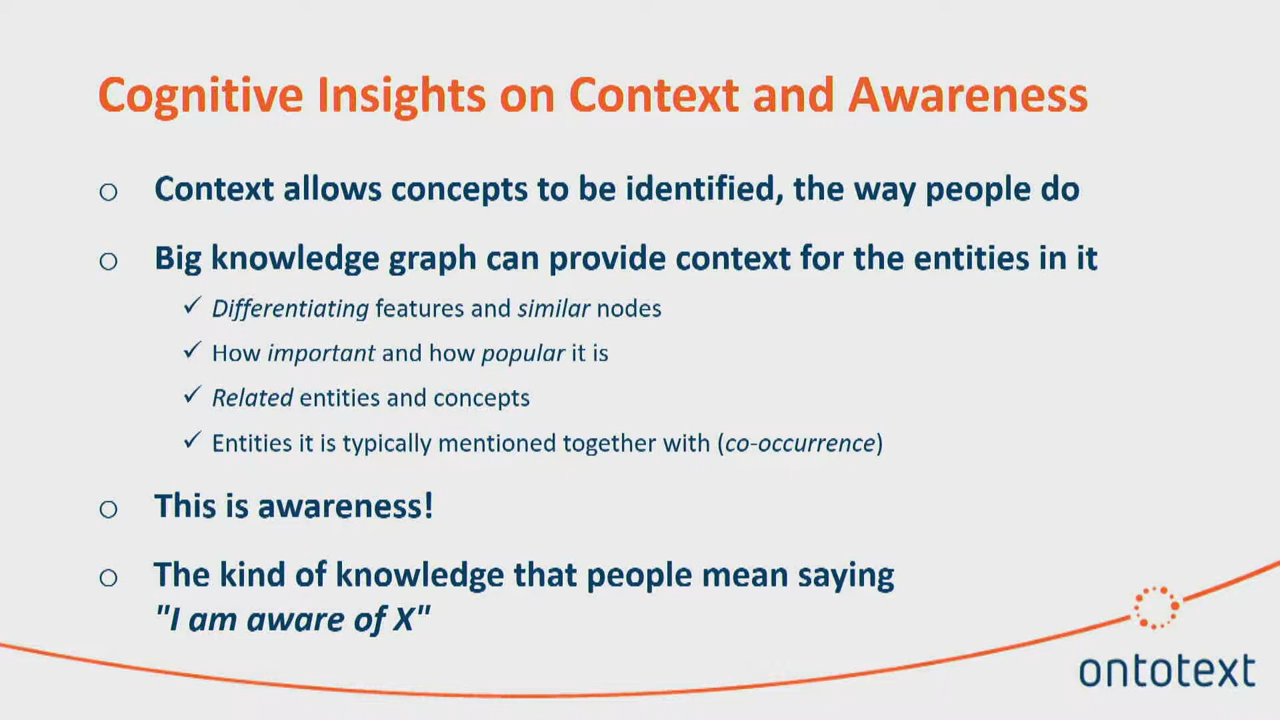 Cognitive Insights on Context and Awareness
o Context allows concepts to be identified, the way people do
o Big knowledge graph can provide context for the entities in it
✓ Differentiating features and similar nodes
✓ How important and how popular it is
✓ Related entities and concepts
✓ Entities it is typically mentioned together with (co-occurrence)
o This is awareness!
o The kind of knowledge that people mean saying
"I am aware of X"
ontotext